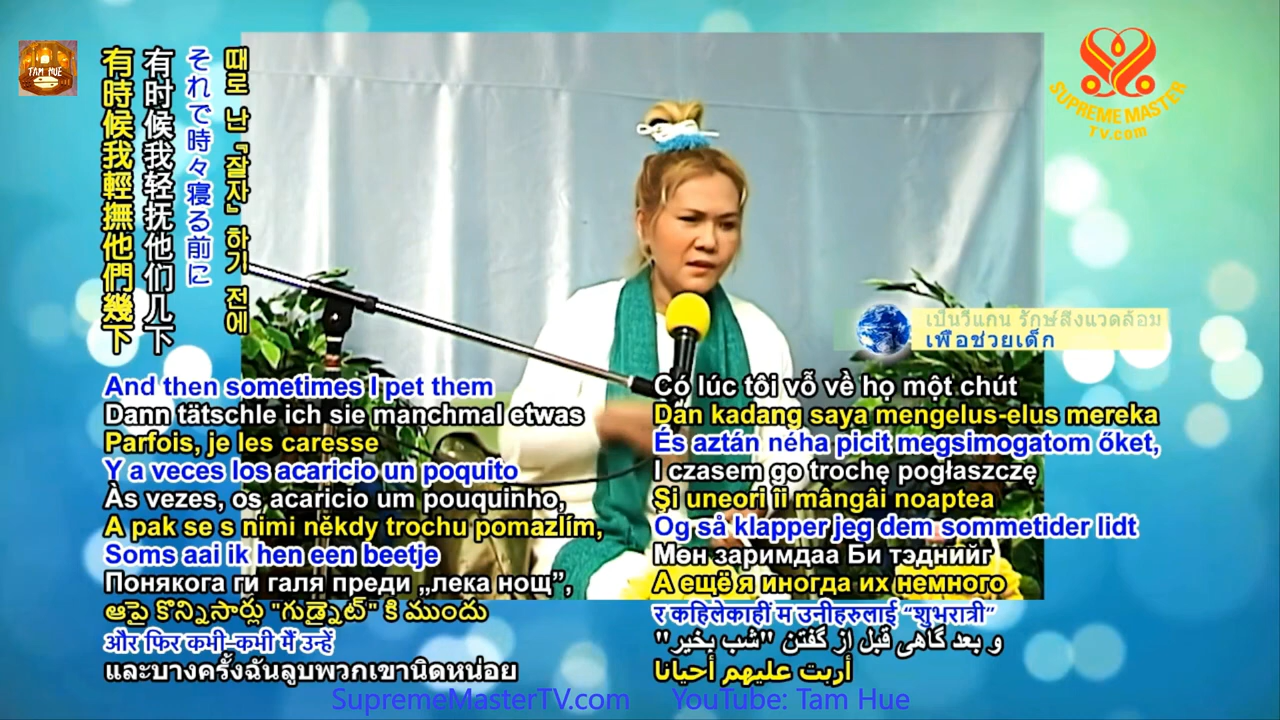 TAM HUE
有時候我輕撫他們幾下
有时候我轻抚他们几下
それで時々寝る前に
때로 난『잘자』하기 전에
SUPREME MASTER
TV.com
เป็นวีแกน รักษ์สิ่งแวดล้อม
เพื่อช่วยเด็ก
And then sometimes I pet them
Dann tätschle ich sie manchmal etwas
Parfois, je les caresse
Y a veces los acaricio un poquito
Às vezes, os acaricio um pouquinho,
A pak se s nimi někdy trochu pomazlím,
Soms aai ik hen een beetje
Понякога ги галя преди „лека нощ”,
ఆపై కొన్నిసార్లు "గుడ్నైట్" కి ముందు
और फिर कभी-कभी मैं उन्हें
และบางครั้งฉันลูบพวกเขานิดหน่อย
Có lúc tôi vỗ về họ một chút
Dan kadang saya mengelus-elus mereka
És aztán néha picit megsimogatom őket,
I czasem go trochę pogłaszczę
Și uneori îi mângâi noaptea
Og så klapper jeg dem sommetider lidt
Мөн заримдаа Би тэднийг
А ещё я иногда их немного
र कहिलेकाहीं म उनीहरुलाई “शुभरात्री”
و بعد گاهی قبل از گفتن "شب بخیر"
أربت عليهم أحيانا
SupremeMasterTV.com YouTube: Tam Hue